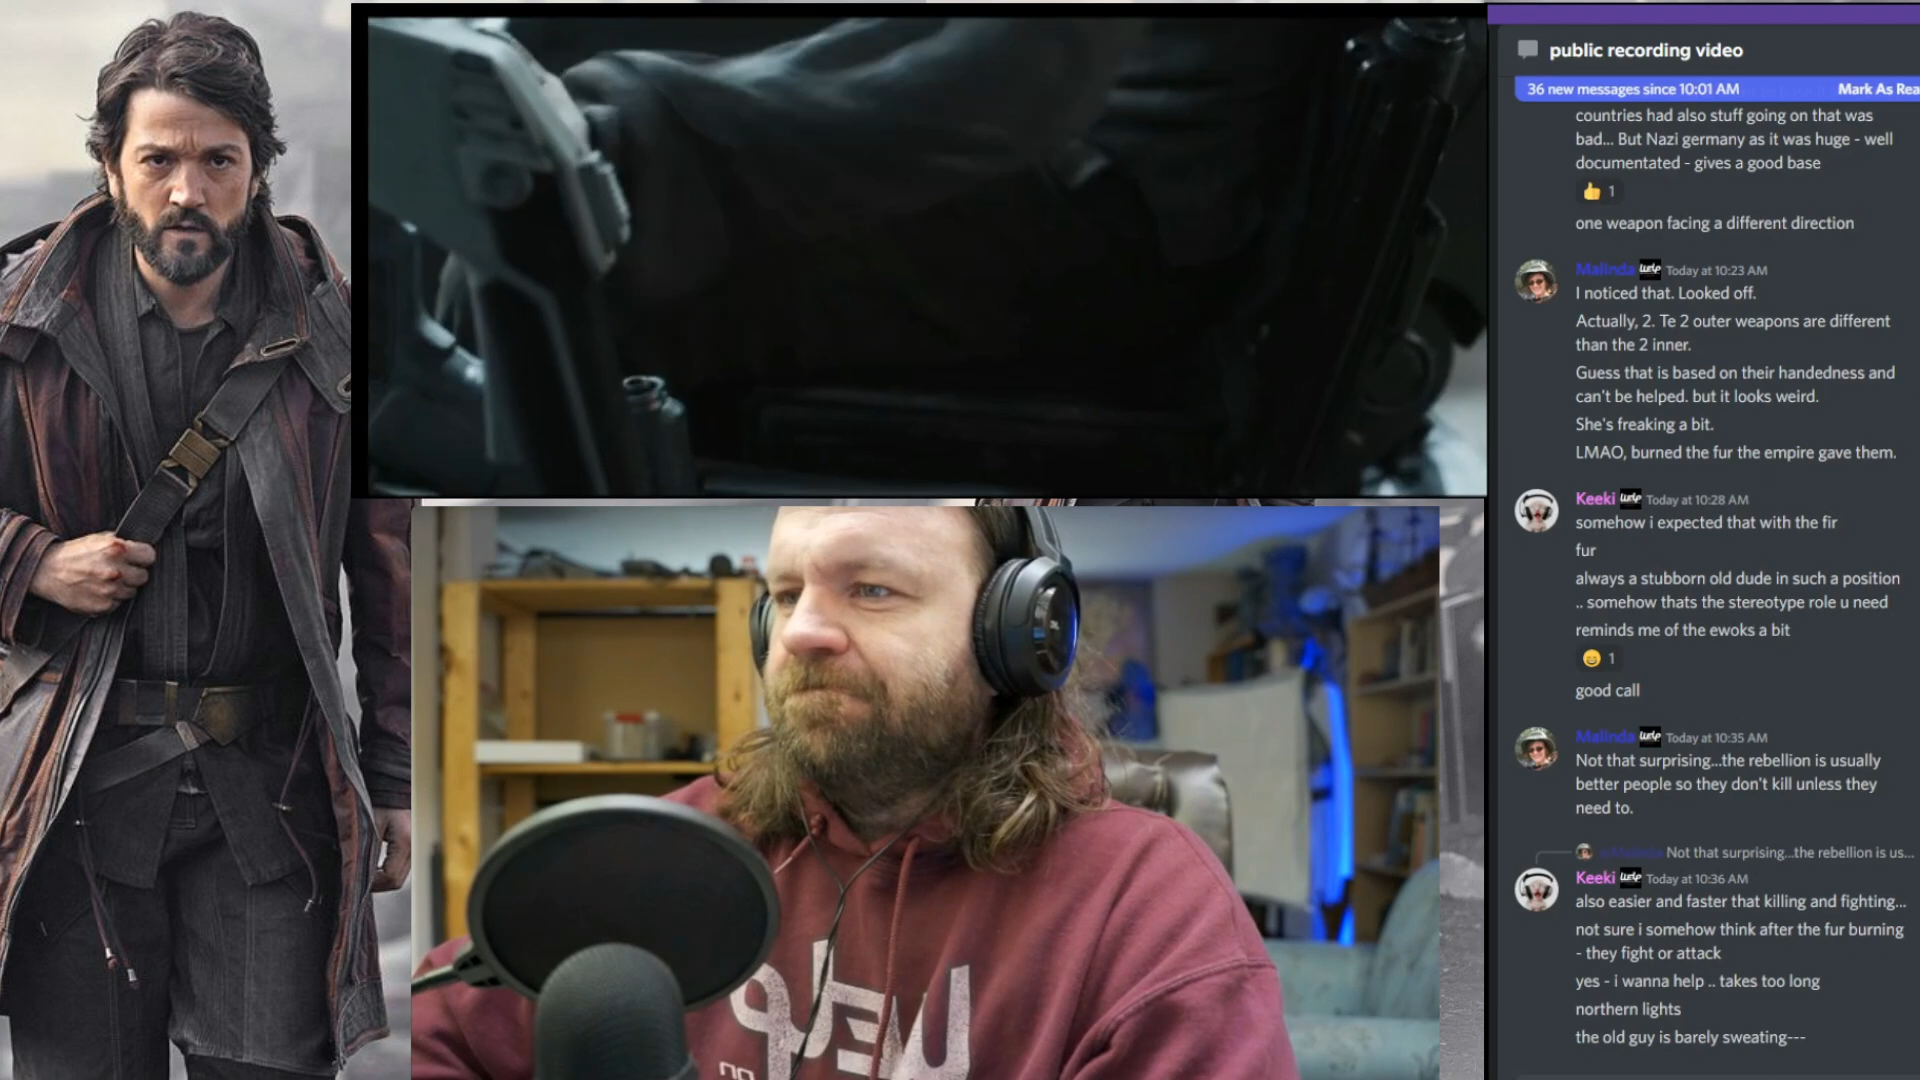 public recording video
36 new messages since 10:01 AM Mark As Rea
countries had also stuff going on that was
bad... But Nazi germany as it was huge - well
documentated - gives a good base
1
one weapon facing a different direction
Malinda welp Today at 10:23 AM
I noticed that. Looked off.
Actually, 2. Te 2 outer weapons are different
than the 2 inner.
Guess that is based on their handedness and
can't be helped. but it looks weird.
She's freaking a bit.
LMAO, burned the fur the empire gave them.
Keeki welp Today at 10:28 AM
somehow i expected that with the fir
fur
always a stubborn old dude in such a position
.. somehow thats the stereotype role u need
reminds me of the ewoks a bit
1
good call
Malinda welp Today at 10:35 AM
Not that surprising...the rebellion is usually
better people so they don't kill unless they
need to.
Not that surprising...the rebellion is us...
Keeki welp Today at 10:36 AM
also easier and faster that killing and fighting...
not sure i somehow think after the fur burning
- they fight or attack
yes - i wanna help .. takes too long
northern lights
the old guy is barely sweating---